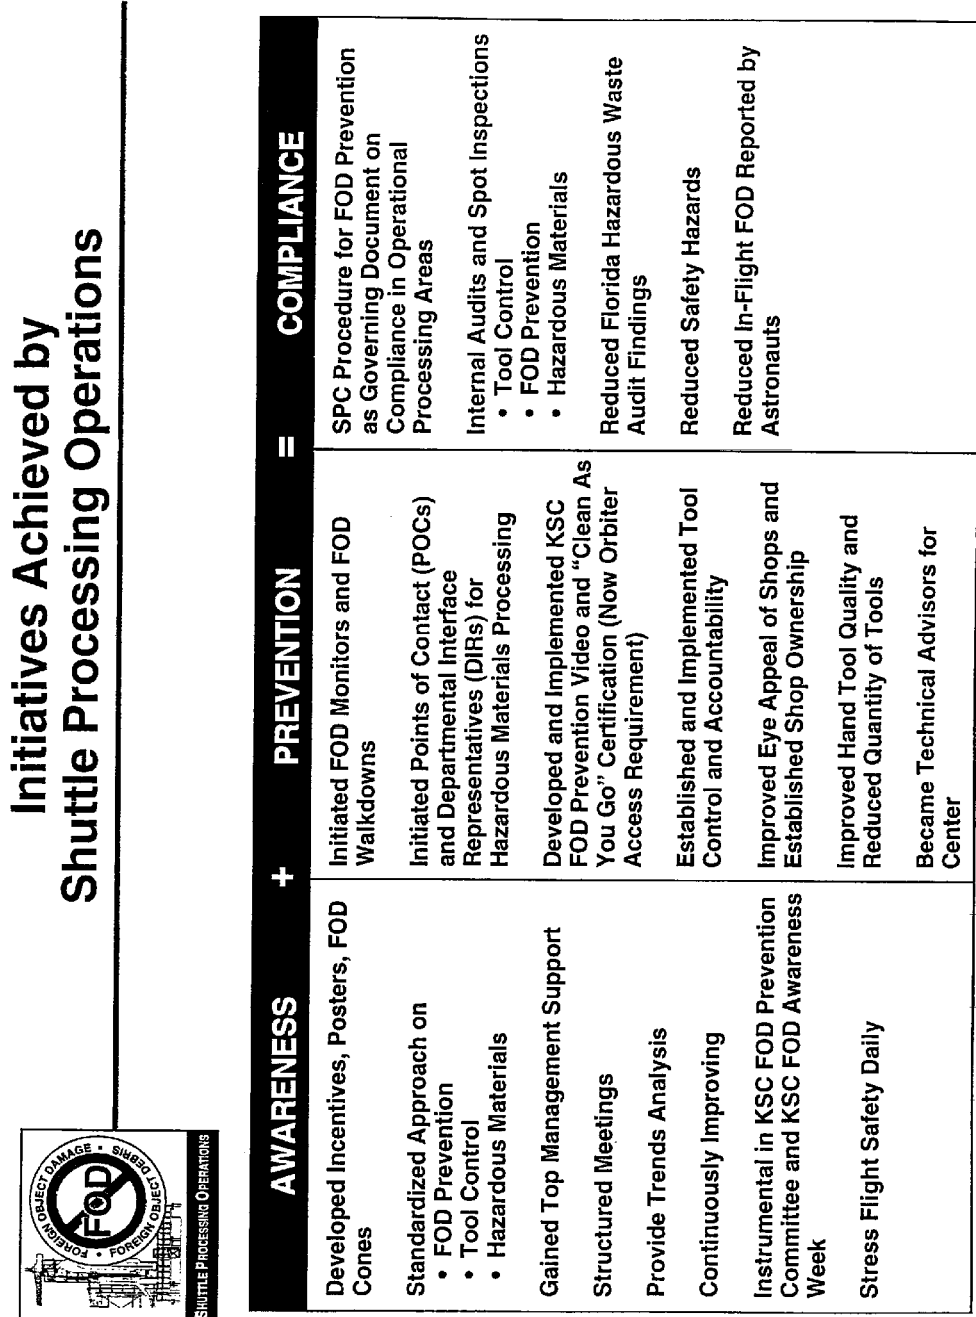 Initiatives Achieved by
Shuttle Processing Operations
FOREIGN OBJECT DAMAGE • FOREIGN OBJECT DEBRIS •
FOD
SHUTTLE PROCESSING OPERATIONS
AWARENESS + PREVENTION = COMPLIANCE
Developed Incentives, Posters, FOD
Cones
Standardized Approach on
• FOD Prevention
• Tool Control
• Hazardous Materials
Gained Top Management Support
Structured Meetings
Provide Trends Analysis
Continuously Improving
Instrumental in KSC FOD Prevention
Committee and KSC FOD Awareness
Week
Stress Flight Safety Daily
Initiated FOD Monitors and FOD
Walkdowns
Initiated Points of Contact (POCs)
and Departmental Interface
Representatives (DIRs) for
Hazardous Materials Processing
Developed and Implemented KSC
FOD Prevention Video and "Clean As
You Go" Certification (Now Orbiter
Access Requirement)
Established and Implemented Tool
Control and Accountability
Improved Eye Appeal of Shops and
Established Shop Ownership
Improved Hand Tool Quality and
Reduced Quantity of Tools
Became Technical Advisors for
Center
SPC Procedure for FOD Prevention
as Governing Document on
Compliance in Operational
Processing Areas
Internal Audits and Spot Inspections
• Tool Control
• FOD Prevention
• Hazardous Materials
Reduced Florida Hazardous Waste
Audit Findings
Reduced Safety Hazards
Reduced In-Flight FOD Reported by
Astronauts